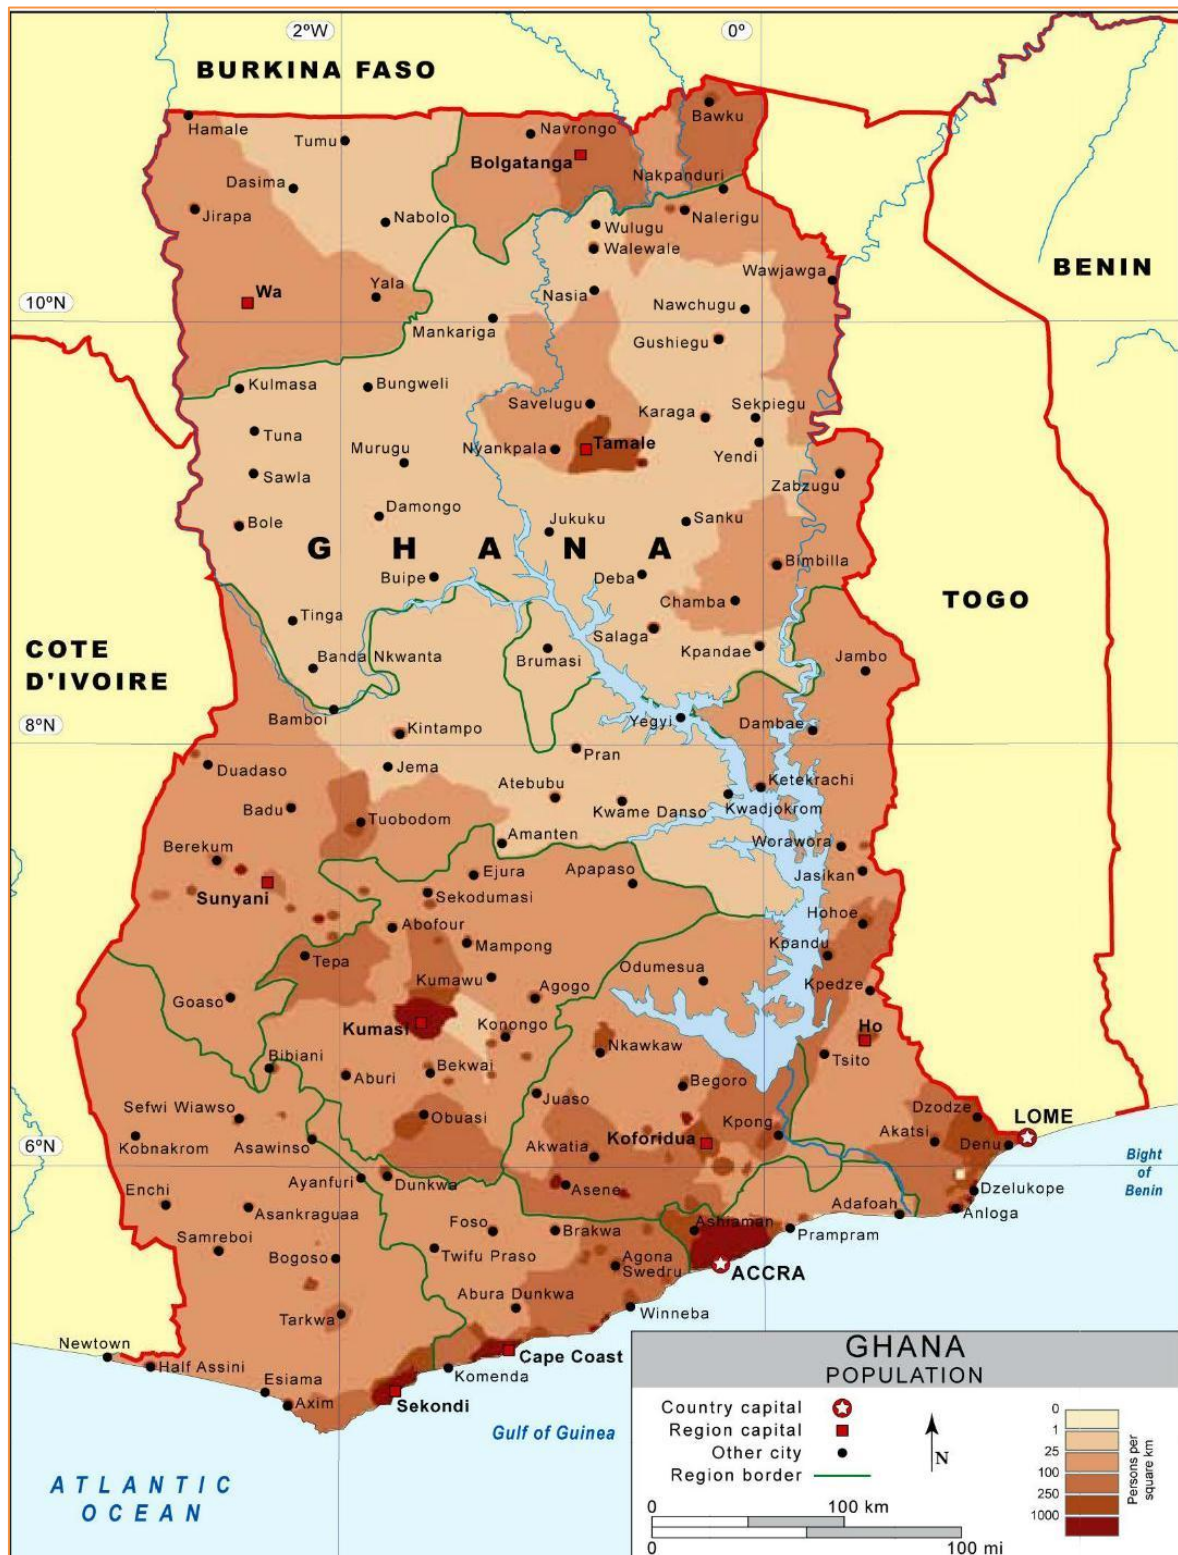 2ºW
0º
BURKINA FASO
Bawku
Hamale
Navrongo
Tumu
Bolgatanga
Nakpanduri
Dasima
Jirapa
Nabolo
Nalerigu
Wulugu
Walewale
BENIN
Wawjawga
Wa
Yala
Nasia
10ºN
Nawchugu
Mankariga
Gushiegu
Kulmasa
Bungweli
Savelugu
Karaga
Sekpiegu
Tuna
Murugu
Nyankpala
Tamale
Yendi
Sawla
Zabzugu
Damongo
Bole
Jukuku
Sanku
GHANA
Buipe
Deba
Bimbilla
Chamba
TOGO
Tinga
Salaga
COTE
D'IVOIRE
Banda Nkwanta
Brumasi
Kpandae
Jambo
Bamboi
8ºN
Kintampo
Yegyi
Dambae
Pran
Duadaso
Jema
Atebubu
Ketekrachi
Badu
Tuobodom
Kwame Danso
Kwadjokrom
Amanten
Worawora
Berekum
Ejura
Apapaso
Jasikan
Sunyani
Sekodumasi
Hohoe
Abofour
Mampong
Kpandu
Tepa
Kumawu
Odumesua
Agogo
Kpedze
Goaso
Kumasi
Konongo
Ho
Nkawkaw
Tsito
Bibiani
Aburi
Bekwai
Begoro
Juaso
Sefwi Wiawso
Obuasi
Dzodze
LOME
Kobnakrom
Asawinso
Akwatia
Koforidua
Kpong
Akatsi
Denu
6ºN
Bight
of
Benin
Enchi
Ayanfuri
Dunkwa
Asene
Dzelukope
Asankraguaa
Adafoah
Anloga
Foso
Brakwa
Ashiaman
Prampram
Samreboi
Bogoso
Twifu Praso
Agona
Swedru
ACCRA
Abura Dunkwa
Tarkwa
Winneba
Newtown
Half Assini
Cape Coast
Komenda
Esiama
Axim
Sekondi
Gulf of Guinea
ATLANTIC
OCEAN
GHANA
POPULATION
Country capital
Region capital
Other city
Region border
N
0
1
25
100
250
1000
Persons per
square km
0
100 km
0
100 mi